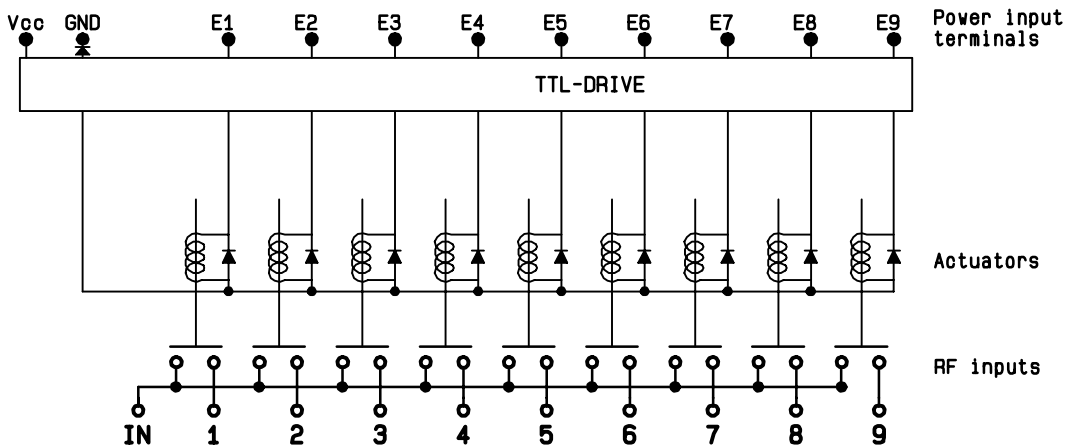 Vcc GND E1 E2 E3 E4 E5 E6 E7 E8 E9 Power input
terminals
TTL-DRIVE
Actuators
RF inputs
IN 1 2 3 4 5 6 7 8 9